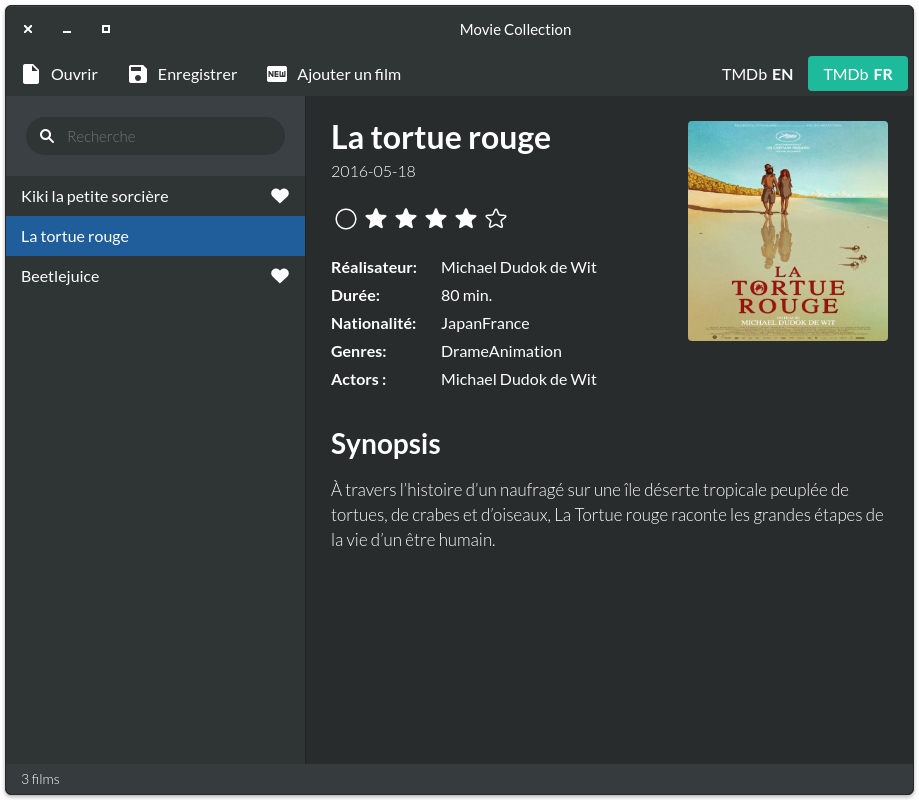 Movie Collection
Ouvrir Enregistrer NEW Ajouter un film TMDb EN TMDb FR
Recherche
Kiki la petite sorcière
La tortue rouge
Beetlejuice
La tortue rouge
2016-05-18
Réalisateur: Michael Dudok de Wit
Durée: 80 min.
Nationalité: JapanFrance
Genres: DrameAnimation
Actors : Michael Dudok de Wit
LA
TORTUE
ROUGE
MICHAEL DUDOK DE WIT
Synopsis
À travers l’histoire d’un naufragé sur une île déserte tropicale peuplée de
tortues, de crabes et d’oiseaux, La Tortue rouge raconte les grandes étapes de
la vie d’un être humain.
3 films